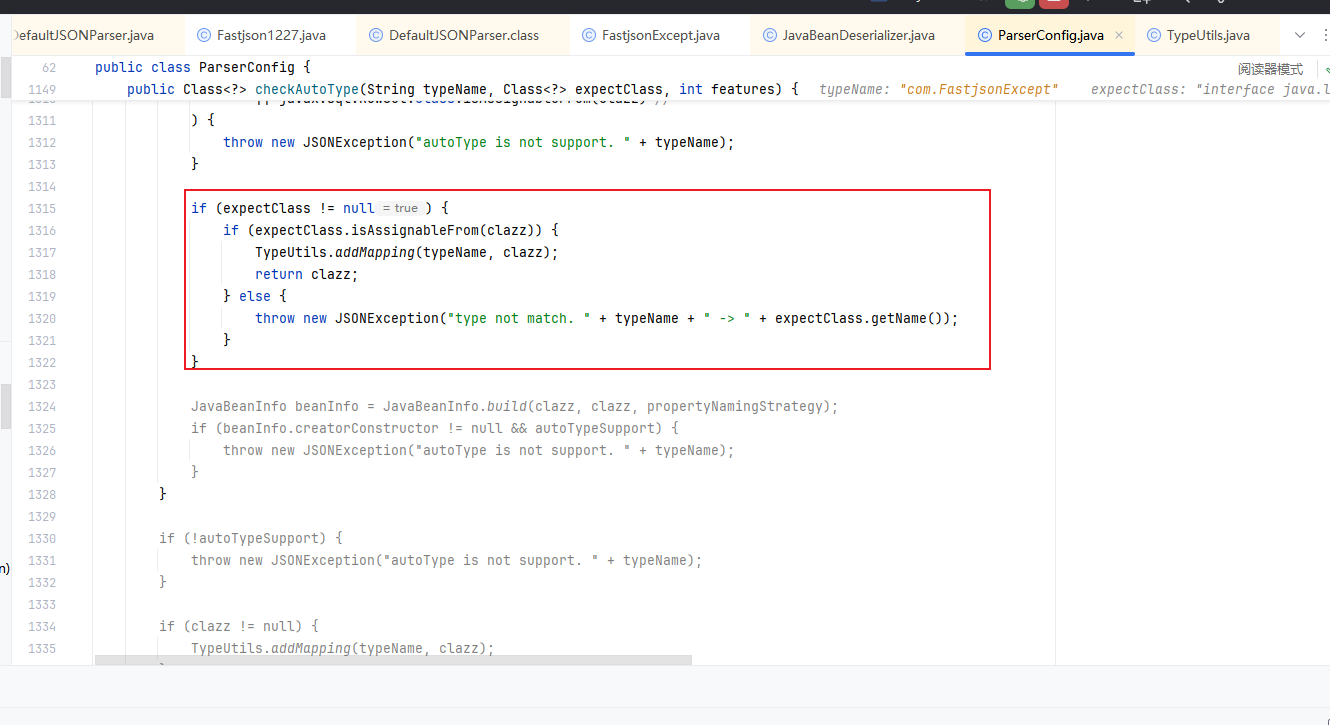 DefaultJSONParser.java Fastjson1227.java DefaultJSONParser.class FastjsonExcept.java JavaBeanDeserializer.java ParserConfig.java TypeUtils.java
62 public class ParserConfig { 阅读器模式
1149 public Class<?> checkAutoType(String typeName, Class<?> expectClass, int features) { typeName: "com.FastjsonExcept" expectClass: "interface java.l
1311 ) {
1312 throw new JSONException("autoType is not support. " + typeName);
1313 }
1314
1315 if (expectClass != null = true ) {
1316 if (expectClass.isAssignableFrom(clazz)) {
1317 TypeUtils.addMapping(typeName, clazz);
1318 return clazz;
1319 } else {
1320 throw new JSONException("type not match. " + typeName + " -> " + expectClass.getName());
1321 }
1322 }
1323
1324 JavaBeanInfo beanInfo = JavaBeanInfo.build(clazz, clazz, propertyNamingStrategy);
1325 if (beanInfo.creatorConstructor != null && autoTypeSupport) {
1326 throw new JSONException("autoType is not support. " + typeName);
1327 }
1328 }
1329
1330 if (!autoTypeSupport) {
n)
1331 throw new JSONException("autoType is not support. " + typeName);
1332 }
1333
1334 if (clazz != null) {
1335 TypeUtils.addMapping(typeName, clazz);